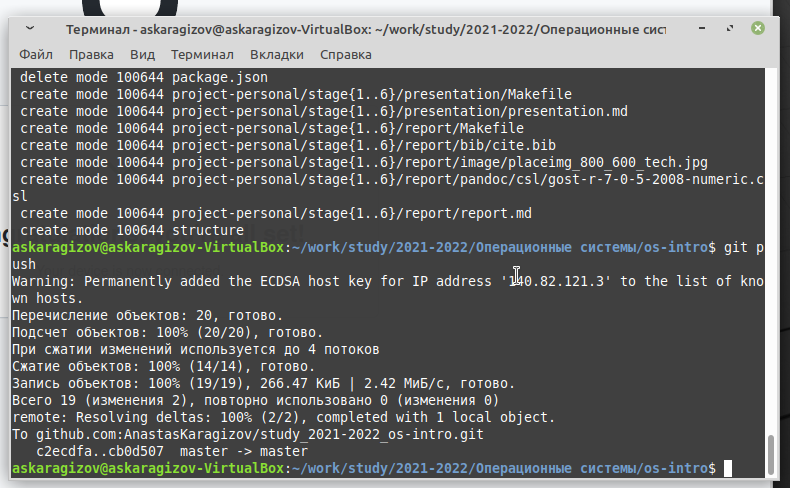 Терминал - askaragizov@askaragizov-VirtualBox: ~/work/study/2021-2022/Операционные сист
Файл Правка Вид Терминал Вкладки Справка
delete mode 100644 package.json
create mode 100644 project-personal/stage{1..6}/presentation/Makefile
create mode 100644 project-personal/stage{1..6}/presentation/presentation.md
create mode 100644 project-personal/stage{1..6}/report/Makefile
create mode 100644 project-personal/stage{1..6}/report/bib/cite.bib
create mode 100644 project-personal/stage{1..6}/report/image/placeimg_800_600_tech.jpg
create mode 100644 project-personal/stage{1..6}/report/pandoc/csl/gost-r-7-0-5-2008-numeric.c
sl
create mode 100644 project-personal/stage{1..6}/report/report.md
create mode 100644 structure
askaragizov@askaragizov-VirtualBox:~/work/study/2021-2022/Операционные системы/os-intro$ git p
ush
Warning: Permanently added the ECDSA host key for IP address '140.82.121.3' to the list of kno
wn hosts.
Перечисление объектов: 20, готово.
Подсчет объектов: 100% (20/20), готово.
При сжатии изменений используется до 4 потоков
Сжатие объектов: 100% (14/14), готово.
Запись объектов: 100% (19/19), 266.47 КиБ | 2.42 МиБ/с, готово.
Всего 19 (изменения 2), повторно использовано 0 (изменения 0)
remote: Resolving deltas: 100% (2/2), completed with 1 local object.
To github.com:AnastasKaragizov/study_2021-2022_os-intro.git
c2ecdfa..cb0d507 master -> master
askaragizov@askaragizov-VirtualBox:~/work/study/2021-2022/Операционные системы/os-intro$